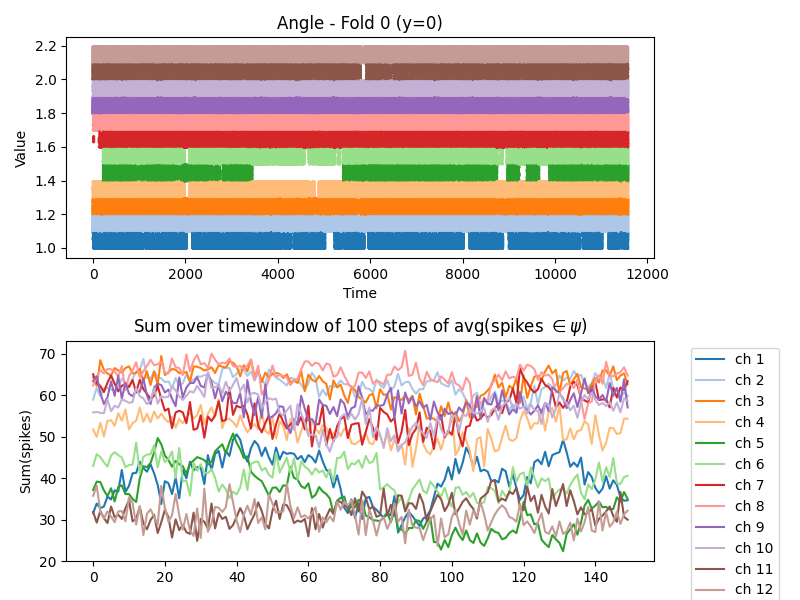 Angle - Fold 0 (y=0)
Value
2.2
2.0
1.8
1.6
1.4
1.2
1.0
0
2000
4000
6000
8000
10000
12000
Time
Sum over timewindow of 100 steps of avg(spikes ∈ ψ)
Sum(spikes)
70
60
50
40
30
20
0
20
40
60
80
100
120
140
ch 1
ch 2
ch 3
ch 4
ch 5
ch 6
ch 7
ch 8
ch 9
ch 10
ch 11
ch 12